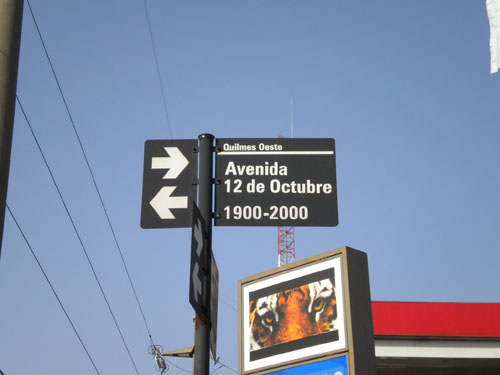 Quilmes Oeste
Avenida
12 de Octubre
1900-2000